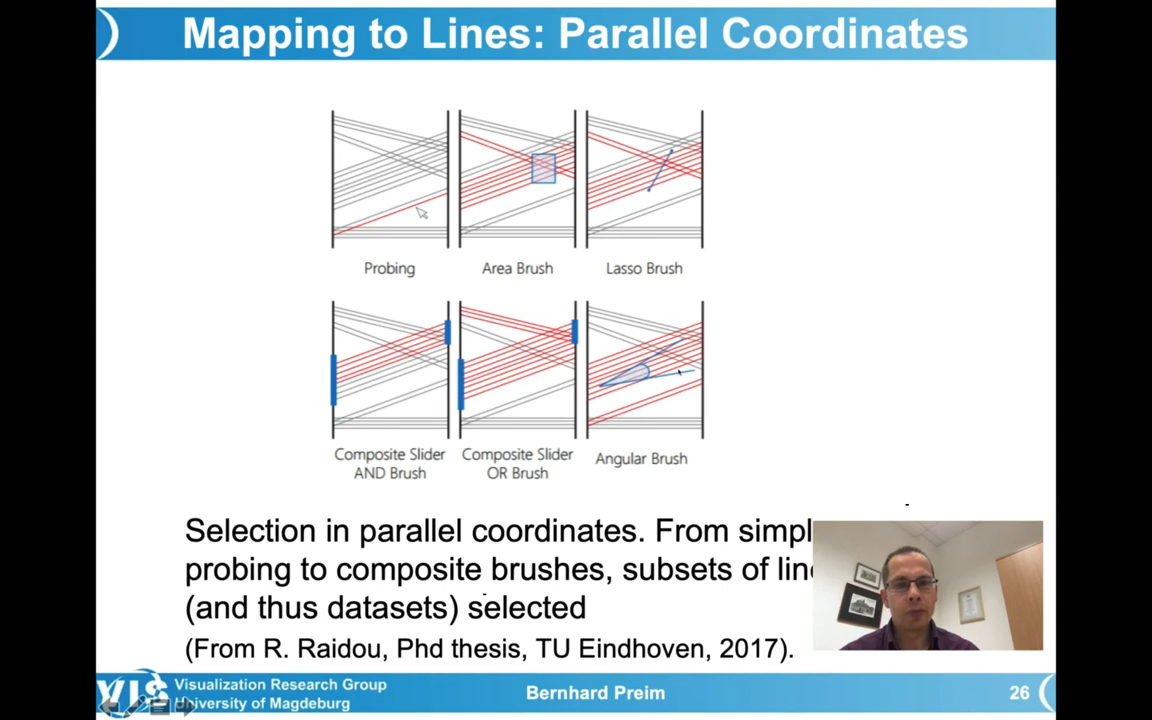 Mapping to Lines: Parallel Coordinates
Probing
Area Brush
Lasso Brush
Composite Slider
AND Brush
Composite Slider
OR Brush
Angular Brush
Selection in parallel coordinates. From simpl
probing to composite brushes, subsets of lin
(and thus datasets) selected
(From R. Raidou, Phd thesis, TU Eindhoven, 2017).
VIS
Visualization Research Group
University of Magdeburg
Bernhard Preim
26